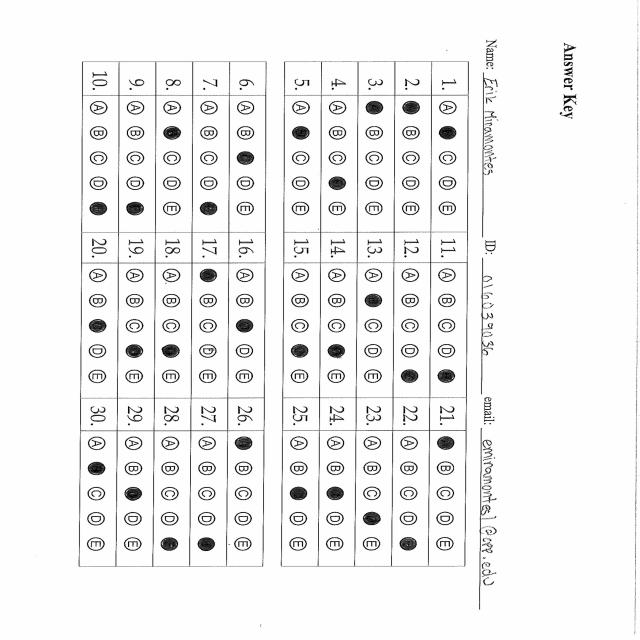 Answer Key
Name: Erik Miramontes ID: 016039036 email: emiramontes1@cpp.edu
1. A C D E 11. A B C D 21. B C D E
2. B C D E 12. A B C D 22. A B C D
3. B C D E 13. A C D E 23. A B C E
4. A B C E 14. A B C E 24. A B D E
5. A C D E 15. A B C E 25. A B D E
6. A B D E 16. A B D E 26. B C D E
7. A B C D 17. B C D E 27. A B C D
8. A C D E 18. A B C E 28. A B C D
9. A B C D 19. A B C E 29. A B D E
10. A B C D 20. A B D E 30. A C D E